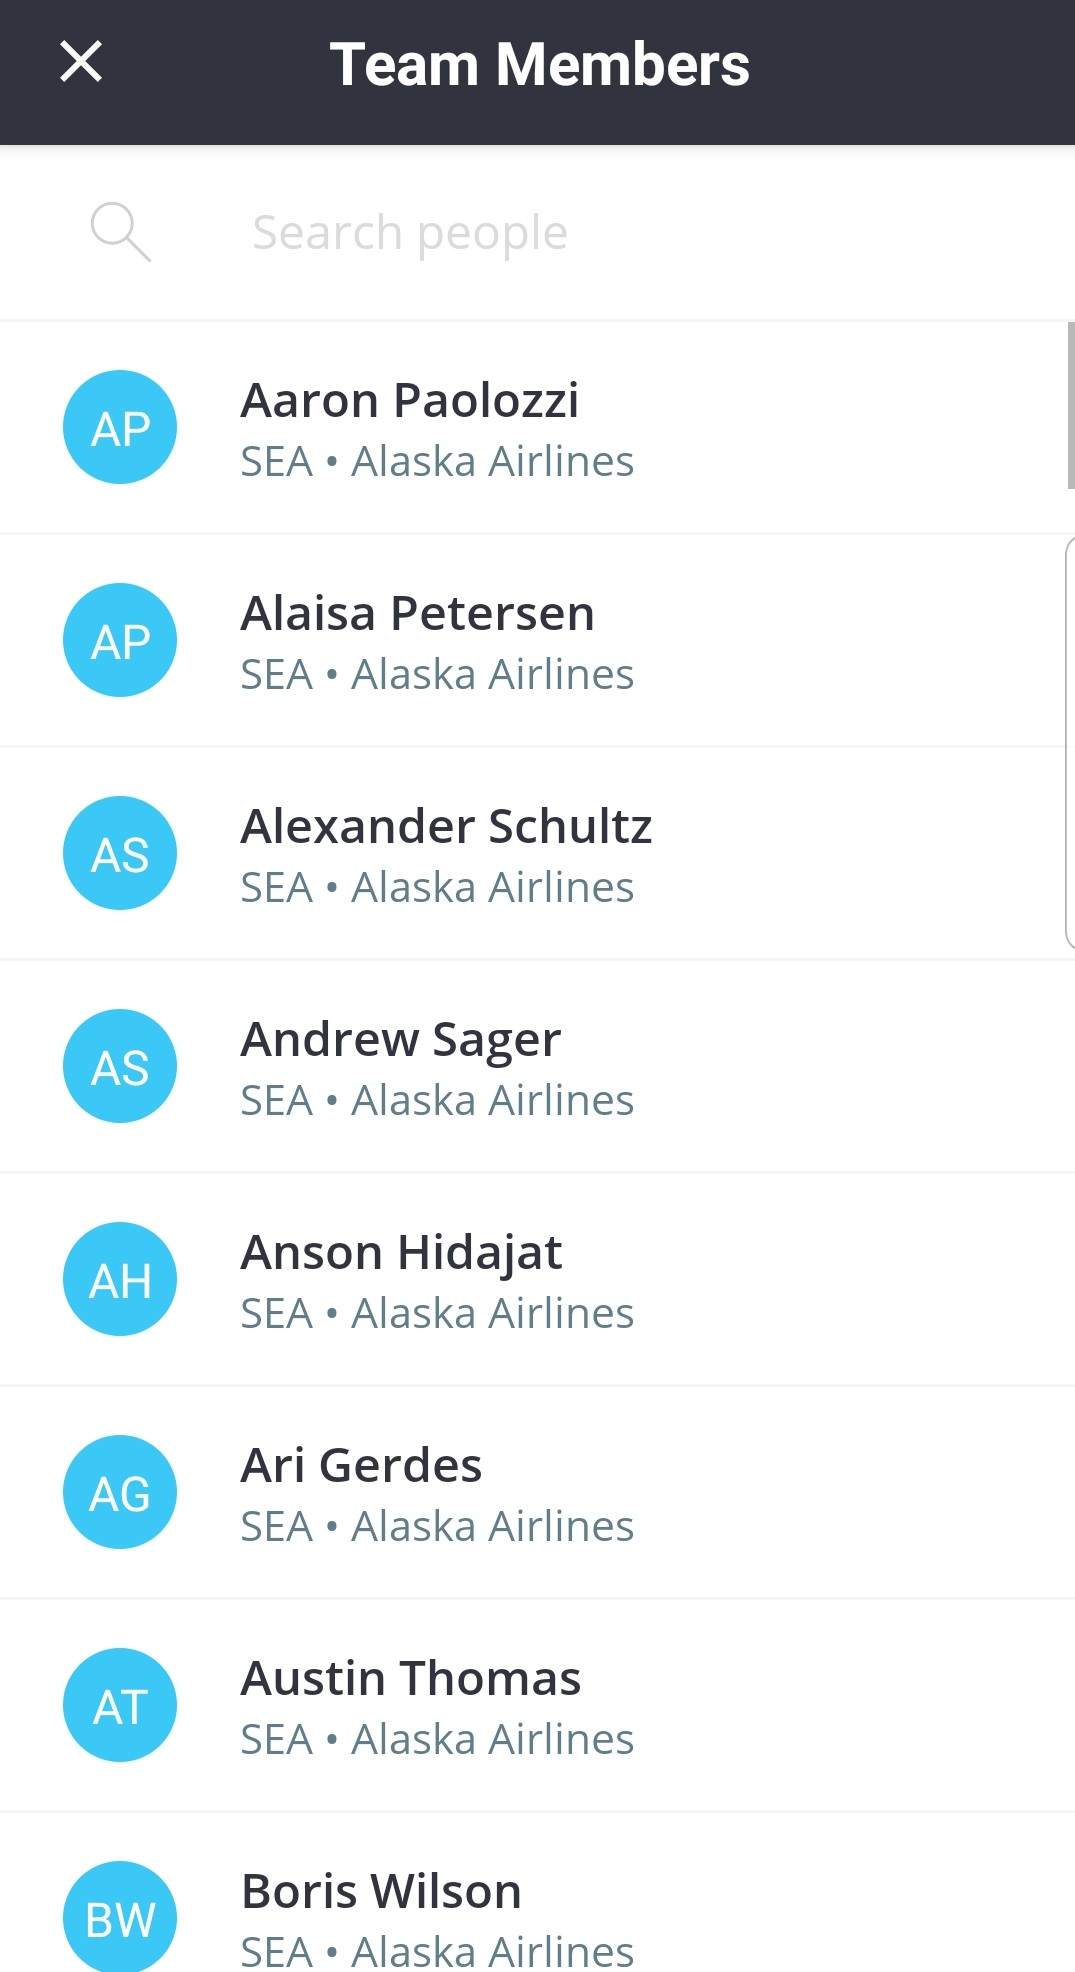 Team Members
Search people
AP
Aaron Paolozzi
SEA • Alaska Airlines
AP
Alaisa Petersen
SEA • Alaska Airlines
AS
Alexander Schultz
SEA • Alaska Airlines
AS
Andrew Sager
SEA • Alaska Airlines
AH
Anson Hidajat
SEA • Alaska Airlines
AG
Ari Gerdes
SEA • Alaska Airlines
AT
Austin Thomas
SEA • Alaska Airlines
BW
Boris Wilson
SEA • Alaska Airlines